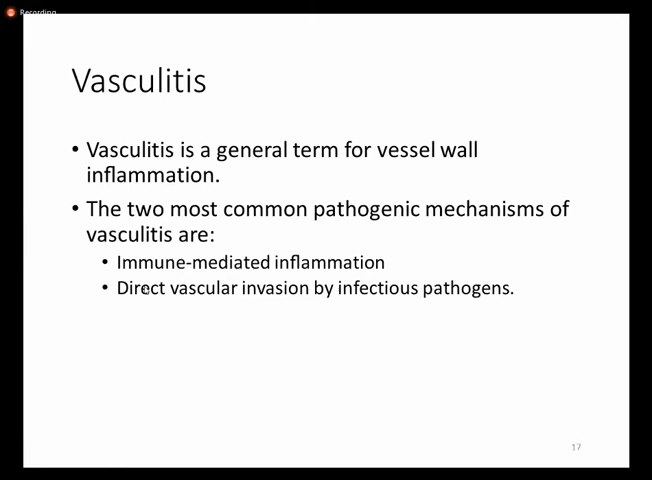 Recording
Vasculitis
• Vasculitis is a general term for vessel wall
inflammation.
• The two most common pathogenic mechanisms of
vasculitis are:
• Immune-mediated inflammation
• Direct vascular invasion by infectious pathogens.
17